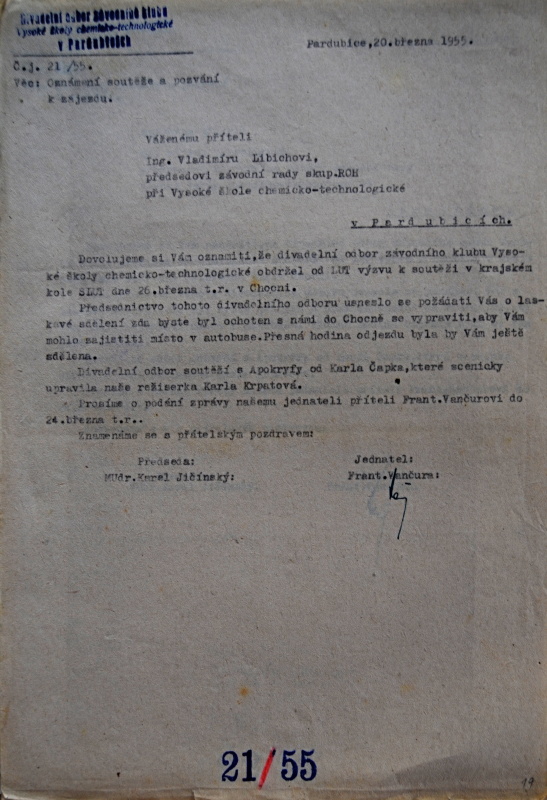 Divadelní odbor závodního klubu
Vysoké školy chemicko-technologické
v Pardubicích
Pardubice,20.března 1955.
Č.j. 21/55.
Věc: Oznámení soutěže a pozvání
k zájezdu.
Váženému příteli
Ing. Vladimíru Libichovi,
předsedovi závodní rady skup.ROH
při Vysoké škole chemicko-technologické
v Pardubicích.
Dovolujeme si Vám oznámiti,že divadelní odbor závodního klubu Vyso-
ké školy chemicko-technologické obdržel od LUT výzvu k soutěži v krajském
kole SLUT dne 26.března t.r. v Chocni.
Předsednictvo tohoto divadelního odboru usneslo se požádati Vás o las-
kavé sdělení zda byste byl ochoten s námi do Chocně se vypraviti,aby Vám
mohlo zajistiti místo v autobuse.Přesná hodina odjezdu byla by Vám ještě
sdělena.
Divadelní odbor soutěží s Apokryfy od Karla Čapka,které scenicky
upravila naše režizerka Karla Krpatová.
Prosíme o podání zprávy našemu jednateli příteli Frant.Vančurovi do
24.března t.r..
Znamenáme se s přátelským pozdravem:
Předseda: Jednatel:
MUdr.Karel Jičínský: Frant.Vančura:
21/55
19